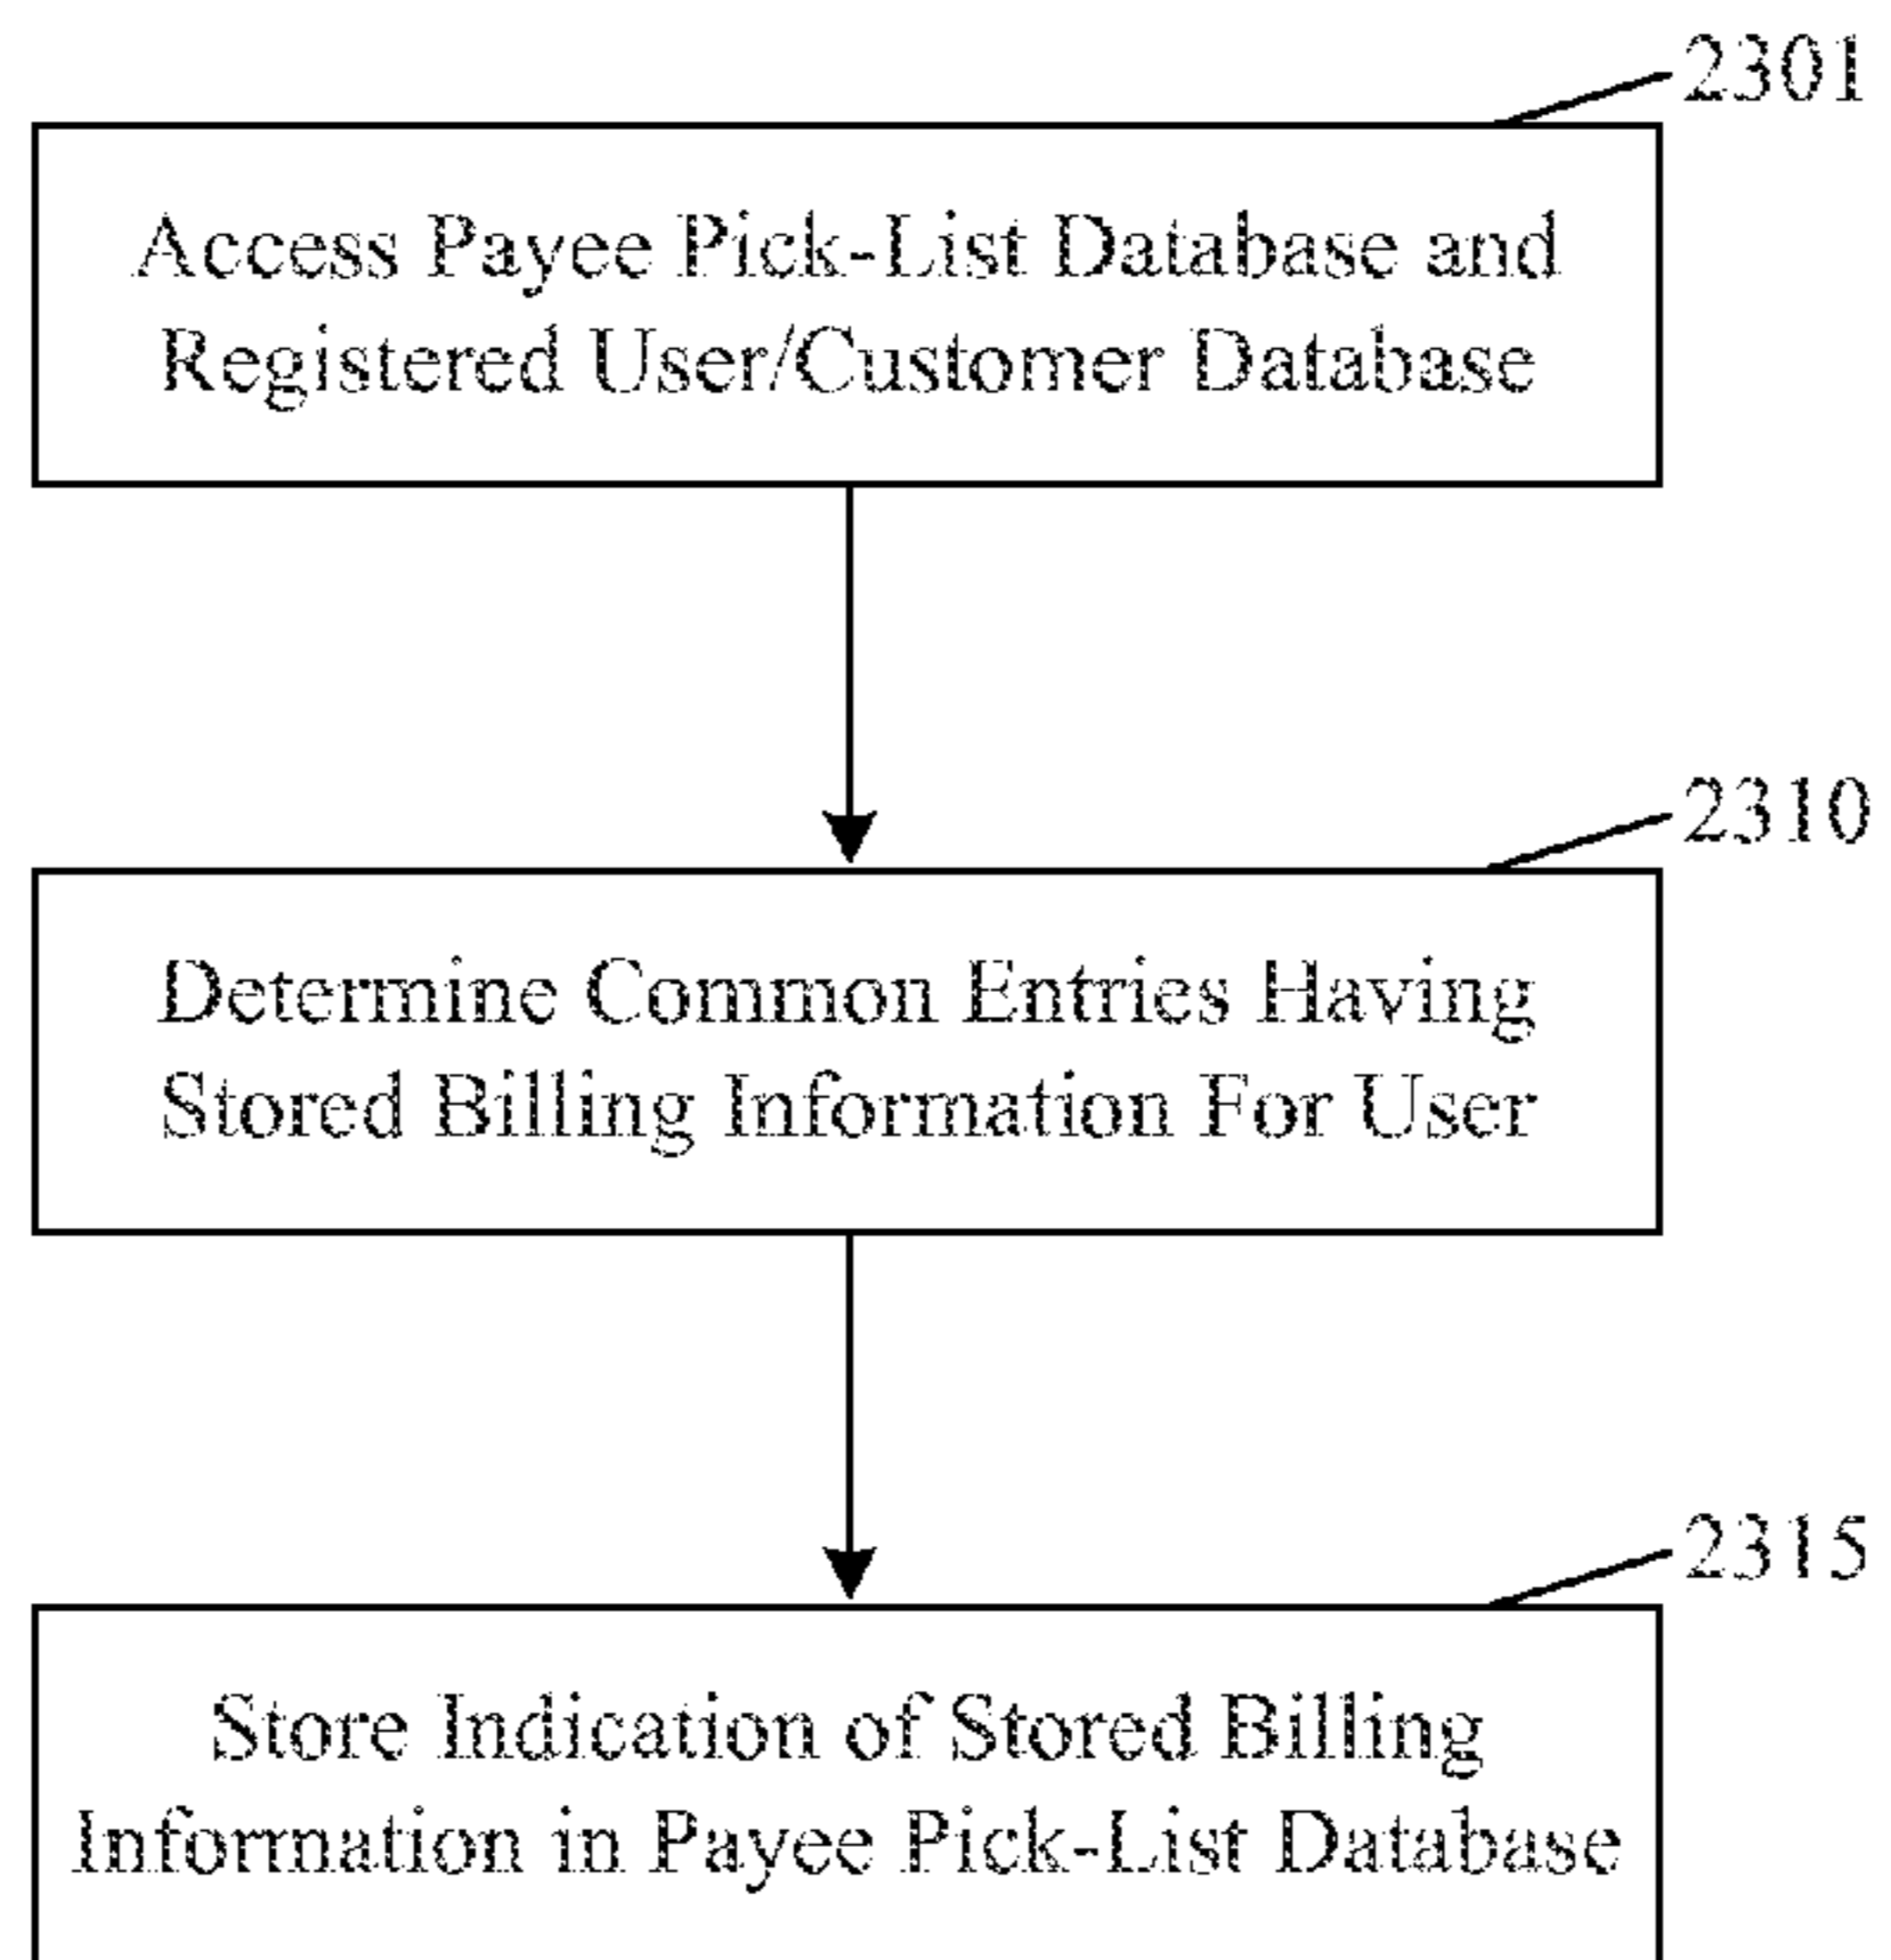 2301
Access Payee Pick-List Database and
Registered User/Customer Database
2310
Determine Common Entries Having
Stored Billing Information For User
2315
Store Indication of Stored Billing
Information in Payee Pick-List Database